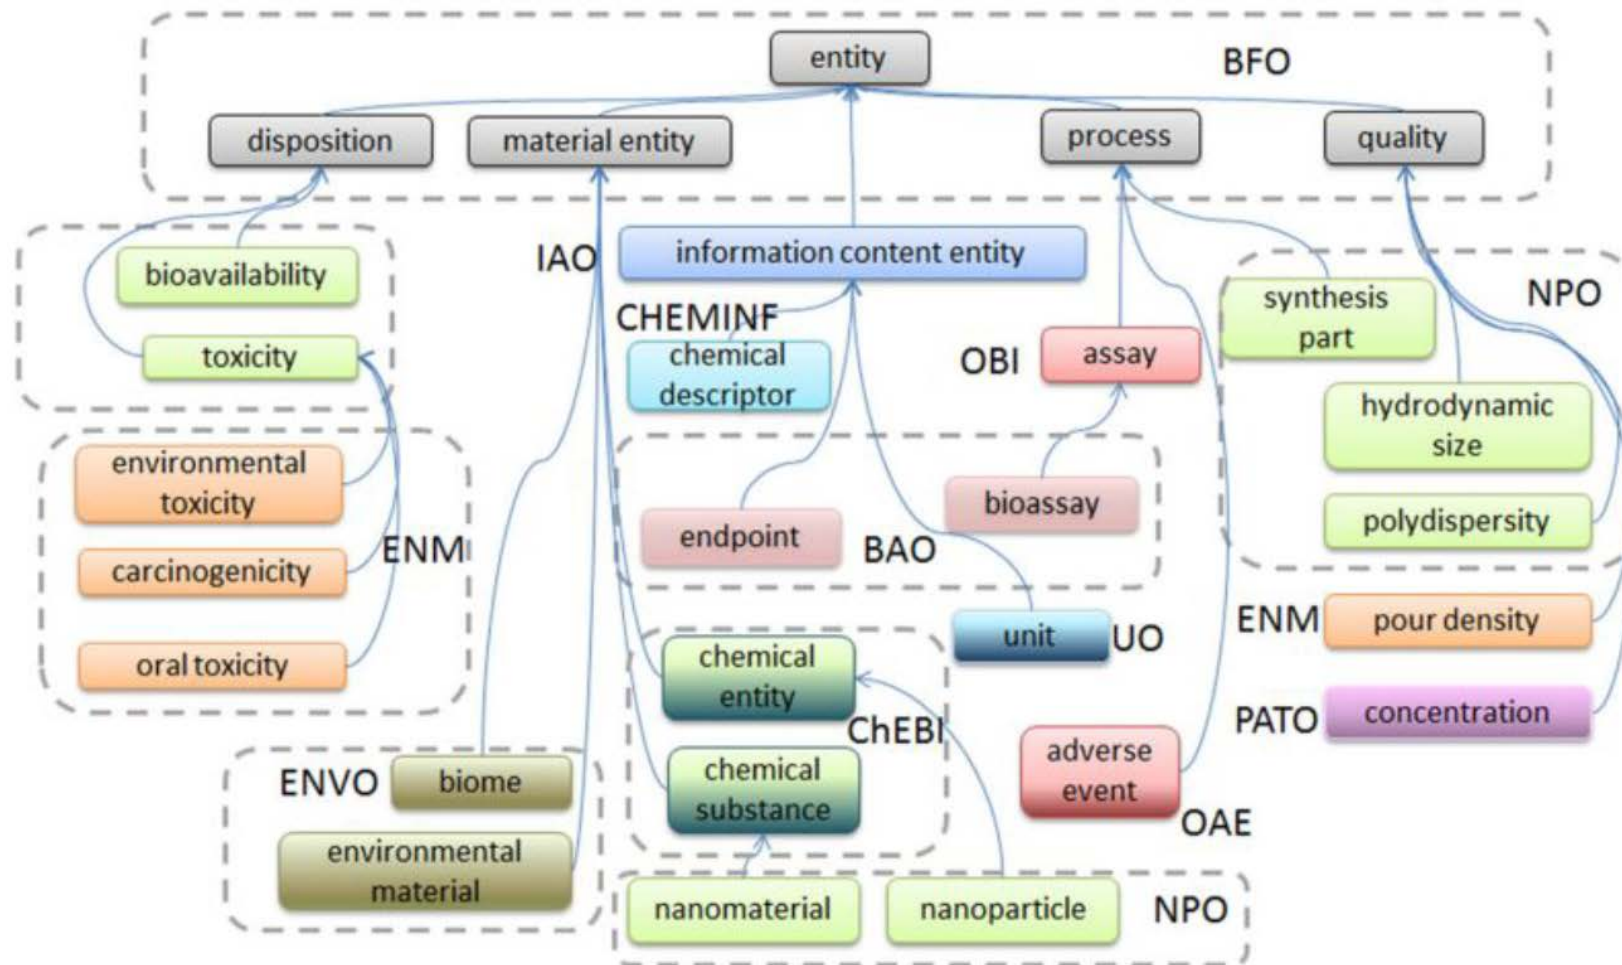 entity
BFO
disposition
material entity
process
quality
bioavailability
IAO
information content entity
synthesis
part
NPO
toxicity
CHEMINF
chemical
descriptor
OBI
assay
hydrodynamic
size
environmental
toxicity
carcinogenicity
ENM
oral toxicity
endpoint
BAO
bioassay
polydispersity
unit
UO
ENM
pour density
chemical
entity
ChEBI
PATO
concentration
ENVO
biome
chemical
substance
adverse
event
OAE
environmental
material
nanomaterial
nanoparticle
NPO